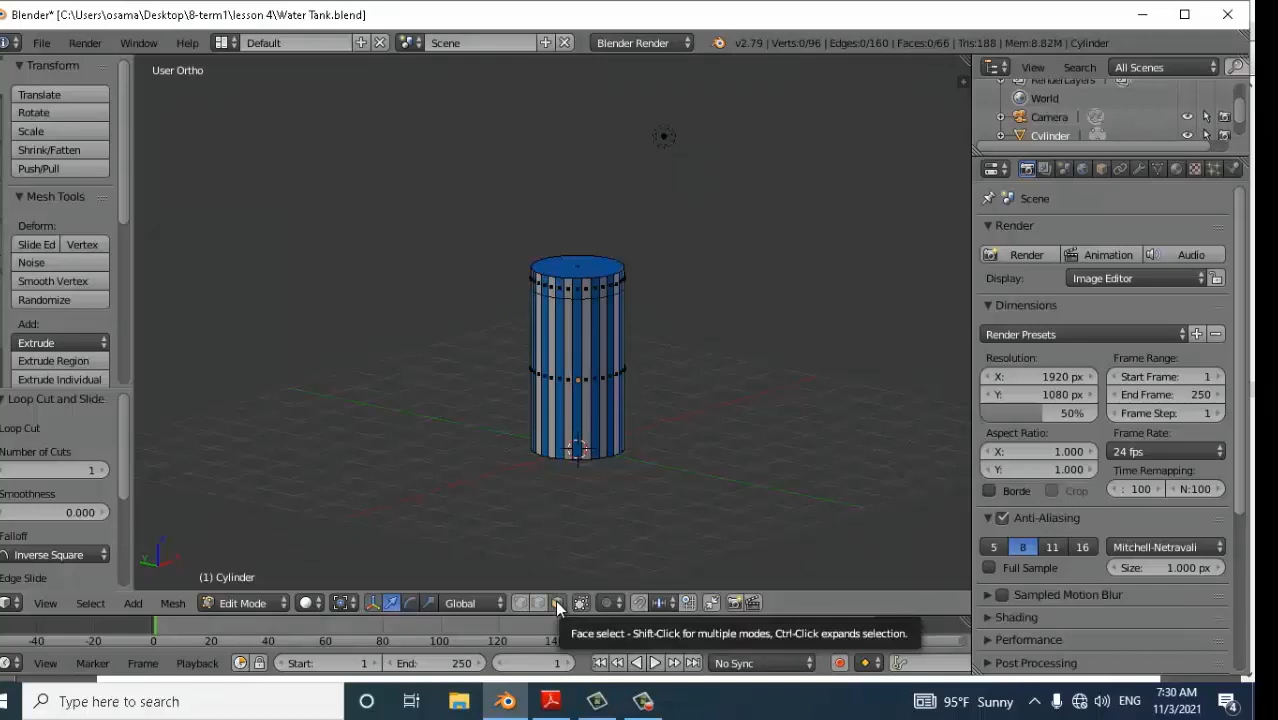 Blender* [C:\Users\osama\Desktop\8-term1\lesson 4\Water Tank.blend]
File Render Window Help Default Scene Blender Render v2.79 | Verts:0/96 | Edges:0/160 | Faces:0/66 | Tris:188 | Mem:8.82M | Cylinder
Transform
Translate
Rotate
Scale
Shrink/Fatten
Push/Pull
Mesh Tools
Deform:
Slide Ed Vertex
Noise
Smooth Vertex
Randomize
Add:
Extrude
Extrude Region
Extrude Individual
Loop Cut and Slide
Loop Cut
Number of Cuts
1
Smoothness
0.000
Falloff
Inverse Square
Edge Slide
User Ortho
(1) Cylinder
View Select Add Mesh Edit Mode Global
Face select - Shift-Click for multiple modes, Ctrl-Click expands selection.
-40 -20 0 20 40 60 80 100 120
View Marker Frame Playback Start: 1 End: 250 1 No Sync
View Search All Scenes
RenderLayers
World
Camera
Cylinder
Scene
Render
Render Animation Audio
Display: Image Editor
Dimensions
Render Presets
Resolution: Frame Range:
X: 1920 px Start Frame: 1
Y: 1080 px End Frame: 250
50% Frame Step: 1
Aspect Ratio: Frame Rate:
X: 1.000 24 fps
Y: 1.000 Time Remapping:
Borde Crop : 100 N:100
Anti-Aliasing
5 8 11 16 Mitchell-Netravali
Full Sample Size: 1.000 px
Sampled Motion Blur
Shading
Performance
Post Processing
Type here to search 95°F Sunny ENG 7:30 AM
11/3/2021 4